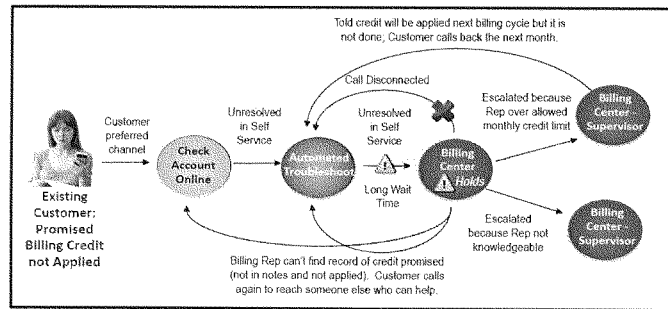 Told credit will be applied next billing cycle but it is
not done; Customer calls back the next month.
Call Disconnected
Customer
preferred
channel
Unresolved
in Self
Service
Unresolved
in Self
Service
Escalated because
Rep over allowed
monthly credit limit
Billing
Center -
Supervisor
Check
Account
Online
Automated
Troubleshoot
Long Wait
Time
Billing
Center
Holds
Existing
Customer:
Promised
Billing Credit
not Applied
Escalated
because Rep not
knowledgeable
Billing
Center -
Supervisor
Billing Rep can't find record of credit promised
(not in notes and not applied). Customer calls
again to reach someone else who can help.